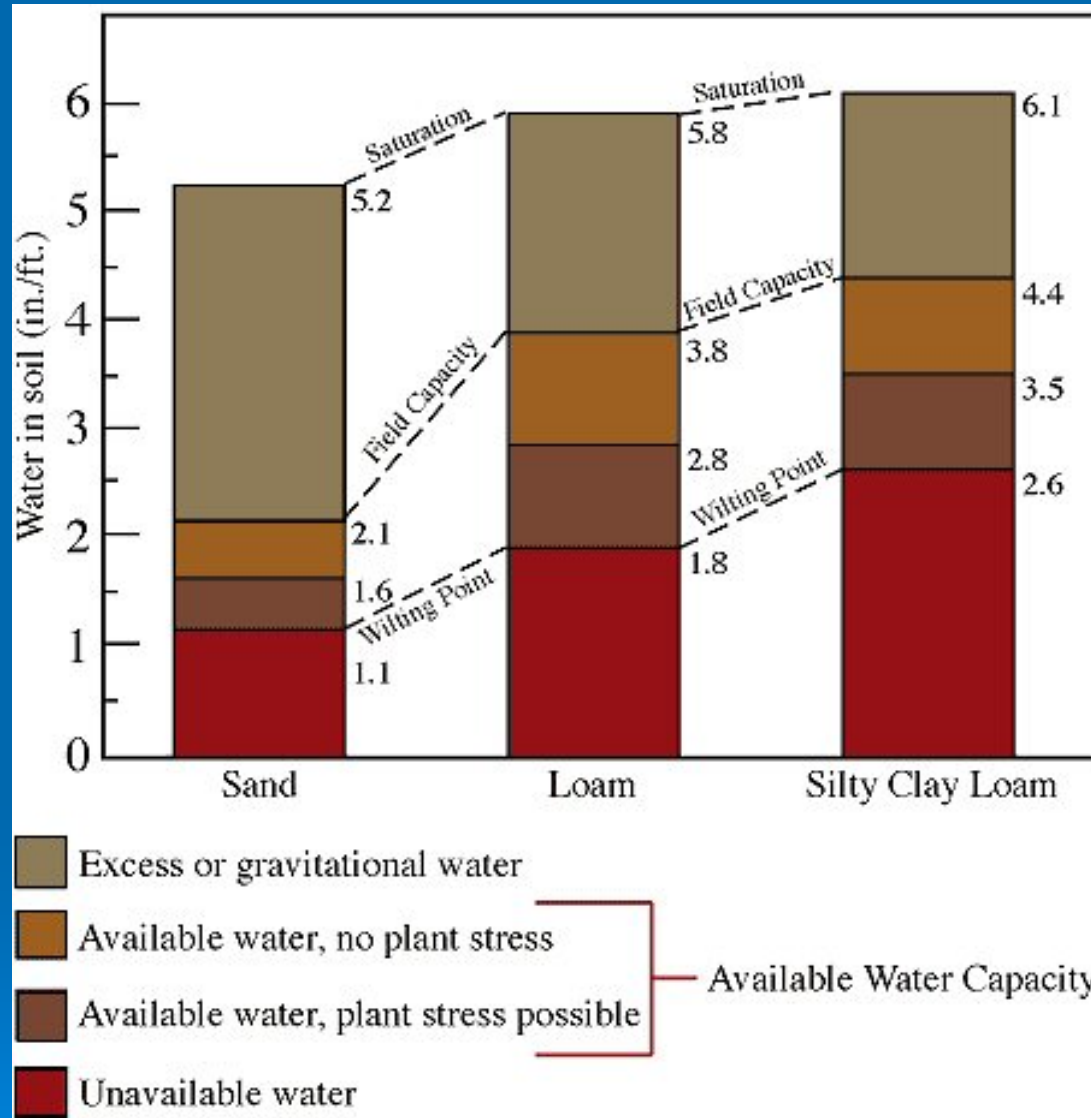 Water in soil (in./ft.)
6
5
4
3
2
1
0
Saturation
5.2
Field Capacity
2.1
1.6
Wilting Point
1.1
Saturation
5.8
Field Capacity
3.8
2.8
Wilting Point
1.8
6.1
4.4
3.5
2.6
Sand
Loam
Silty Clay Loam
Excess or gravitational water
Available water, no plant stress
Available water, plant stress possible
Available Water Capacity
Unavailable water